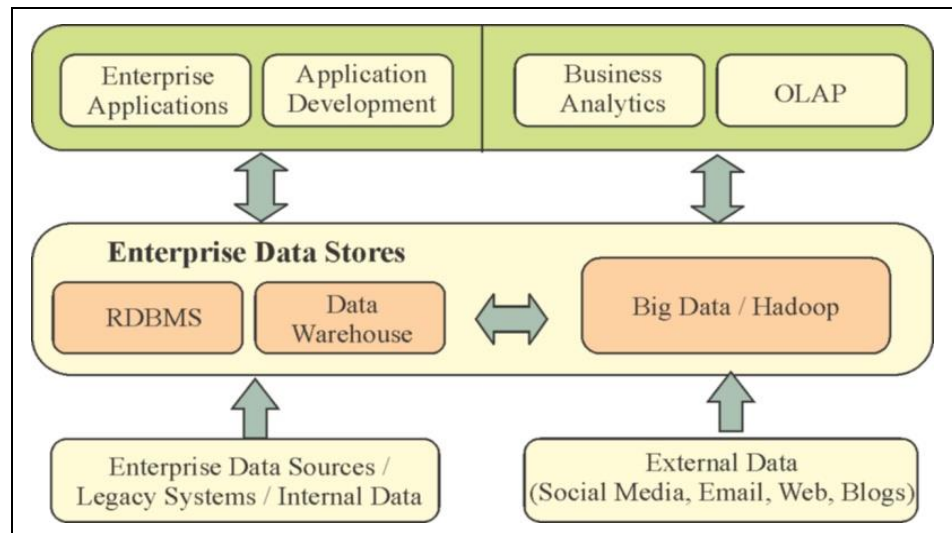 Enterprise
Applications
Application
Development
Business
Analytics
OLAP
Enterprise Data Stores
RDBMS
Data
Warehouse
Big Data / Hadoop
Enterprise Data Sources /
Legacy Systems / Internal Data
External Data
(Social Media, Email, Web, Blogs)